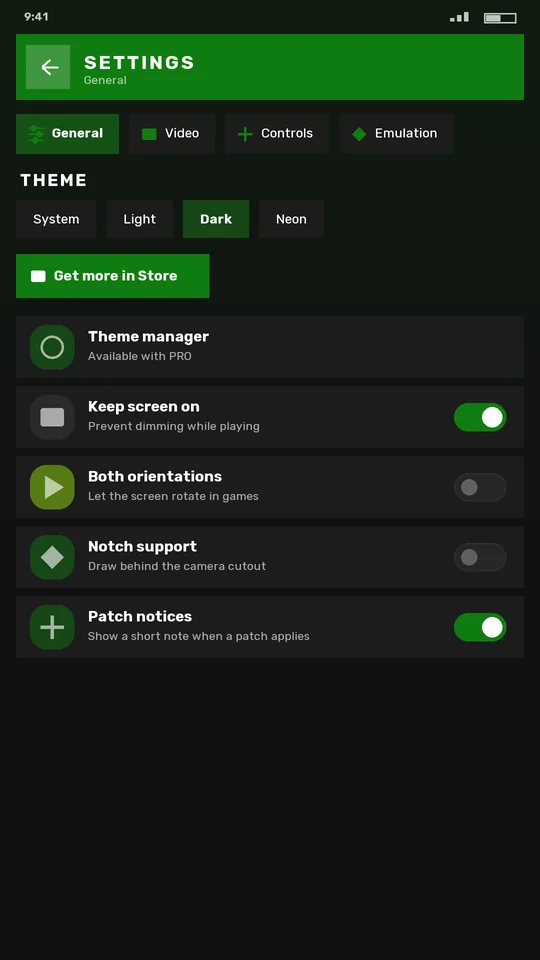 9:41
SETTINGS
General
General
Video
Controls
Emulation
THEME
System
Light
Dark
Neon
Get more in Store
Theme manager
Available with PRO
Keep screen on
Prevent dimming while playing
Both orientations
Let the screen rotate in games
Notch support
Draw behind the camera cutout
Patch notices
Show a short note when a patch applies